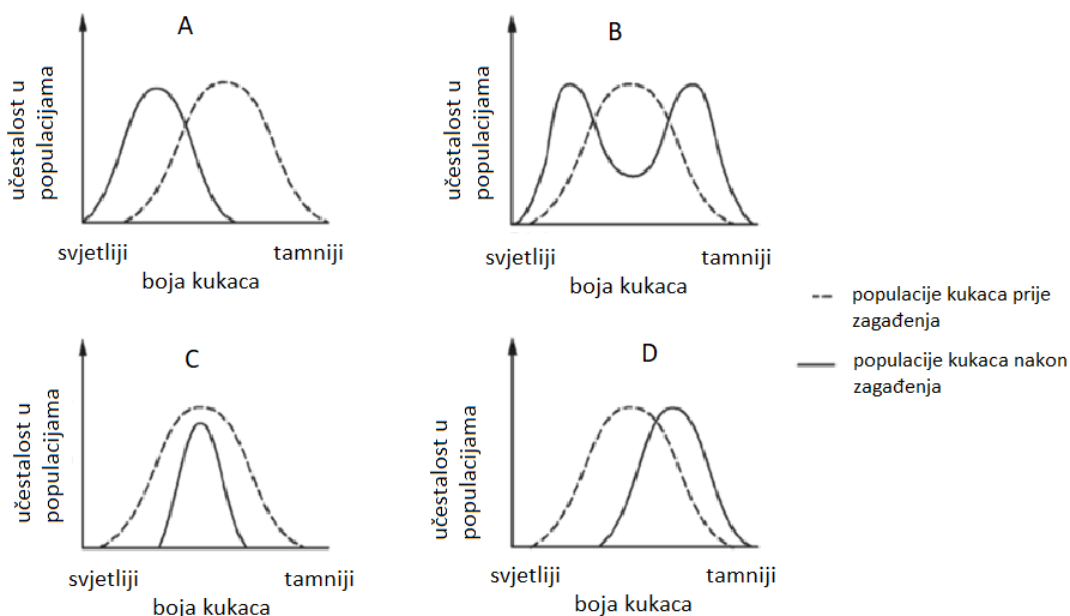 A
učestalost u
populacijama
svjetliji
tamniji
boja kukaca
B
učestalost u
populacijama
svjetliji
tamniji
boja kukaca
populacije kukaca prije
zagađenja
populacije kukaca nakon
zagađenja
C
učestalost u
populacijama
svjetliji
tamniji
boja kukaca
D
učestalost u
populacijama
svjetliji
tamniji
boja kukaca